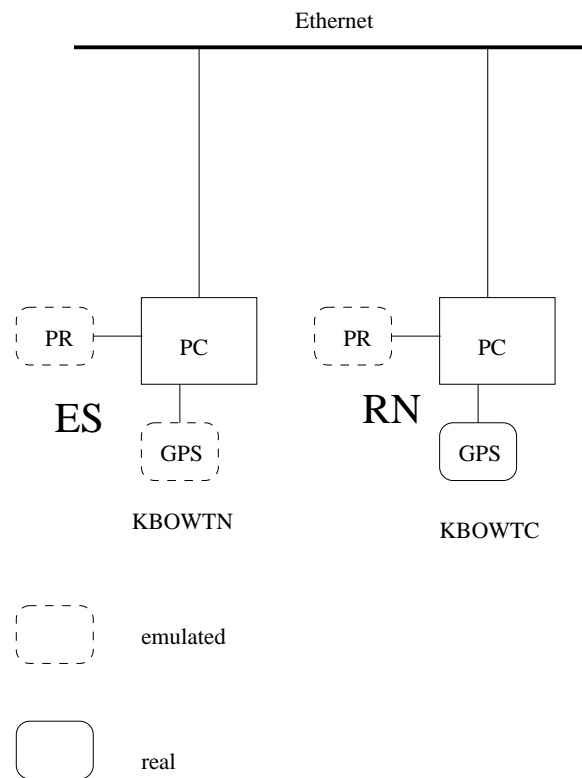 Ethernet
PR
PC
PR
PC
ES
RN
GPS
GPS
KBOWTN
KBOWTC
emulated
real